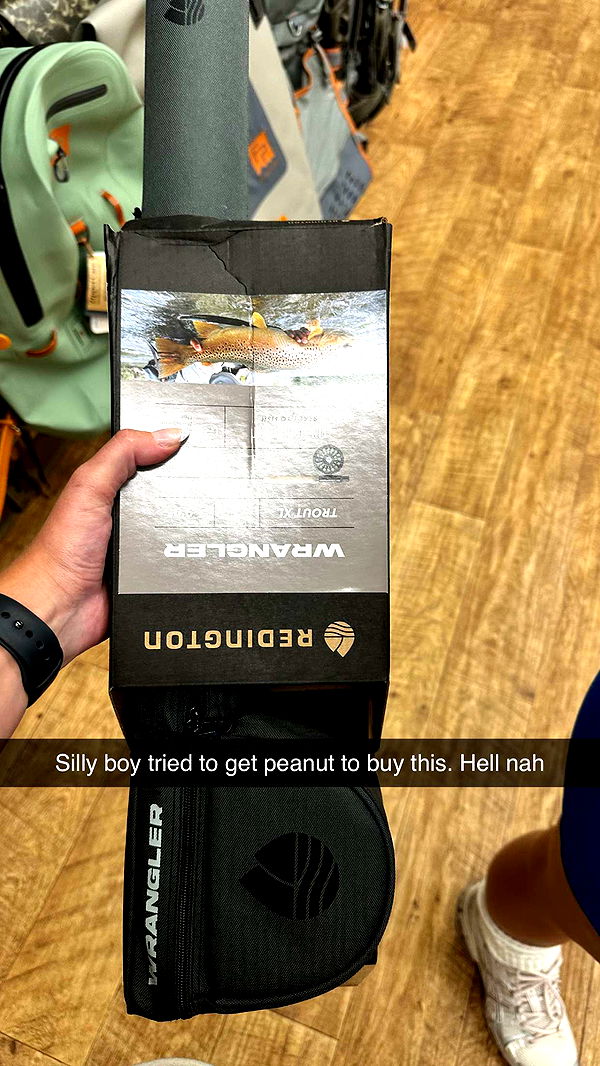 TROUT XL
WRANGLER
REDINGTON
Silly boy tried to get peanut to buy this. Hell nah
WRANGLER